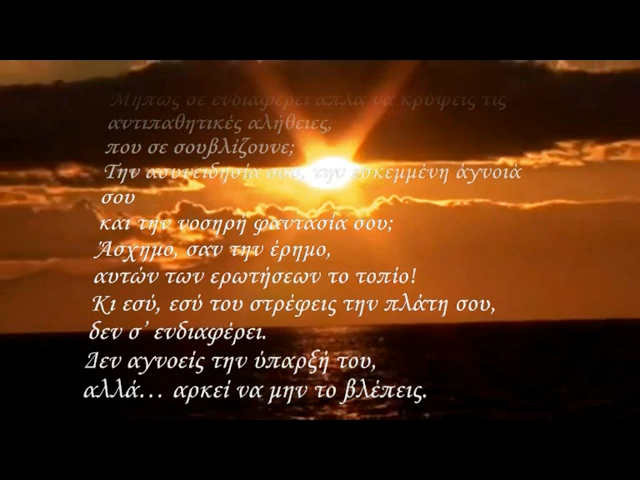 Μήπως σε ενδιαφέρει απλά να κρύψεις τις
αντιπαθητικές αλήθειες,
που σε σουβλίζουνε;
Την ασυνειδησία σου, την εσκεμμένη άγνοιά
σου
και την νοσηρή φαντασία σου;
Άσχημο, σαν την έρημο,
αυτών των ερωτήσεων το τοπίο!
Κι εσύ, εσύ του στρέφεις την πλάτη σου,
δεν σ’ ενδιαφέρει.
Δεν αγνοείς την ύπαρξή του,
αλλά… αρκεί να μην το βλέπεις.